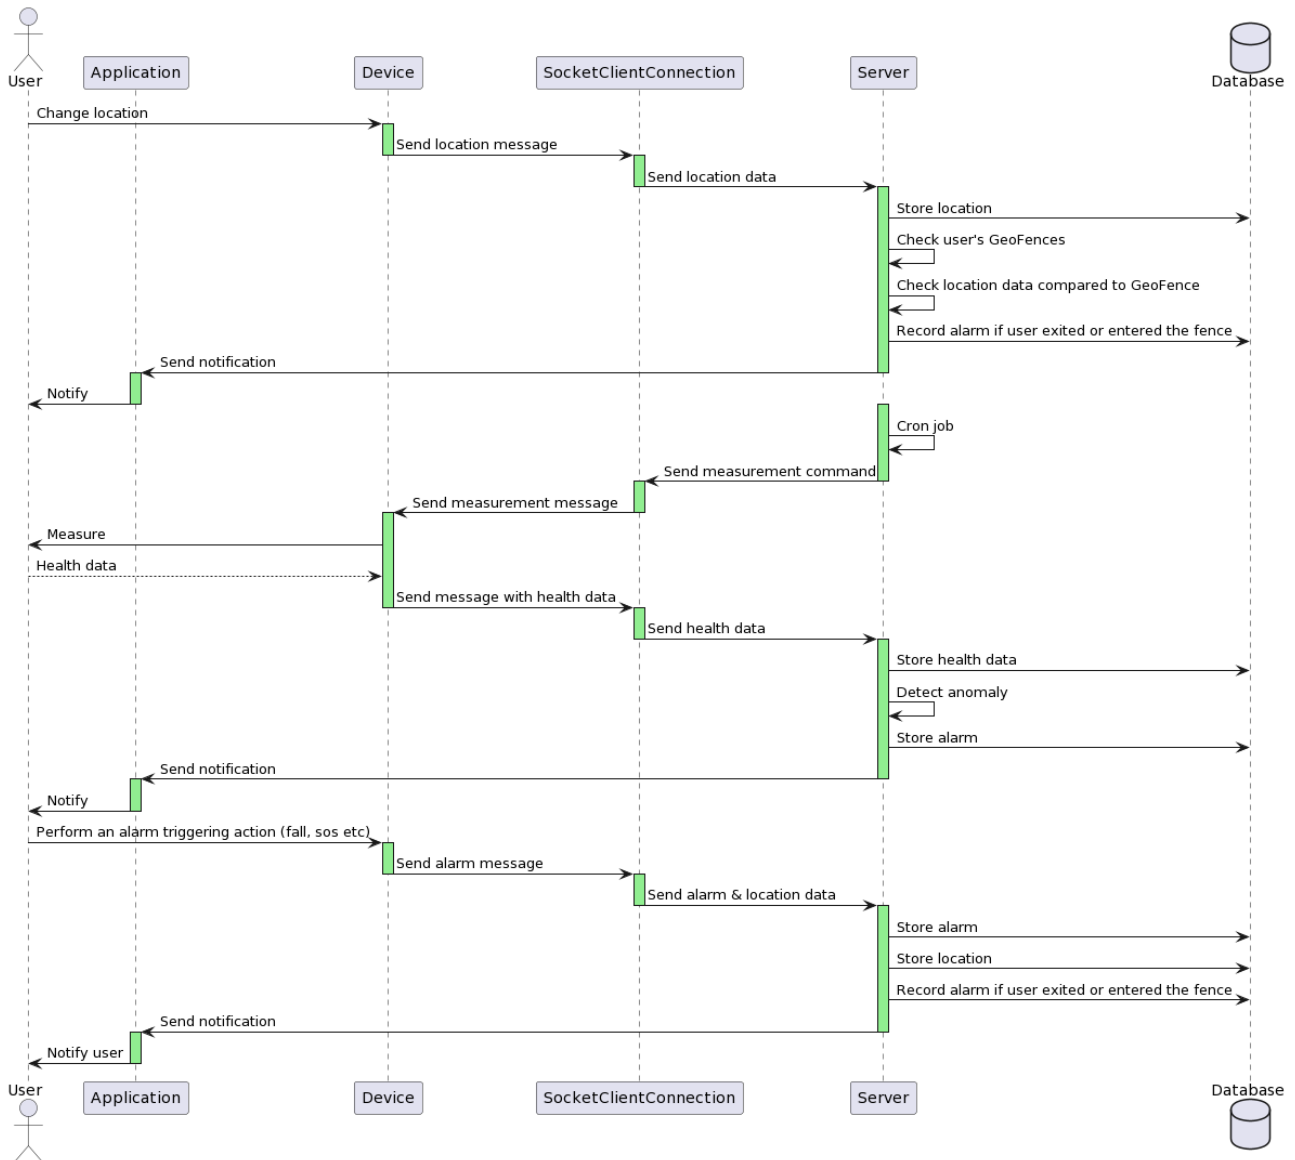 User
Application
Device
SocketClientConnection
Server
Database
Change location
Send location message
Send location data
Store location
Check user's GeoFences
Check location data compared to GeoFence
Record alarm if user exited or entered the fence
Send notification
Notify
Cron job
Send measurement command
Send measurement message
Measure
Health data
Send message with health data
Send health data
Store health data
Detect anomaly
Store alarm
Send notification
Notify
Perform an alarm triggering action (fall, sos etc)
Send alarm message
Send alarm & location data
Store alarm
Store location
Record alarm if user exited or entered the fence
Send notification
Notify user
User
Application
Device
SocketClientConnection
Server
Database